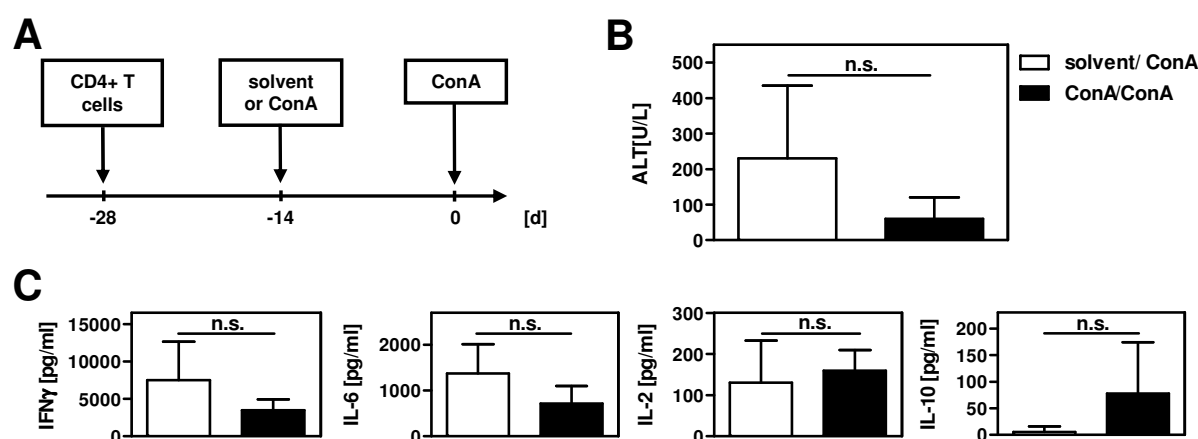 A
CD4+ T
cells
solvent
or ConA
ConA
-28
-14
0
[d]
B
ALT[U/L]
500
400
300
200
100
0
n.s.
solvent/ ConA
ConA/ConA
C
IFNγ [pg/ml]
15000
10000
5000
0
n.s.
IL-6 [pg/ml]
2000
1000
0
n.s.
IL-2 [pg/ml]
300
200
100
0
n.s.
IL-10 [pg/ml]
200
150
100
50
0
n.s.